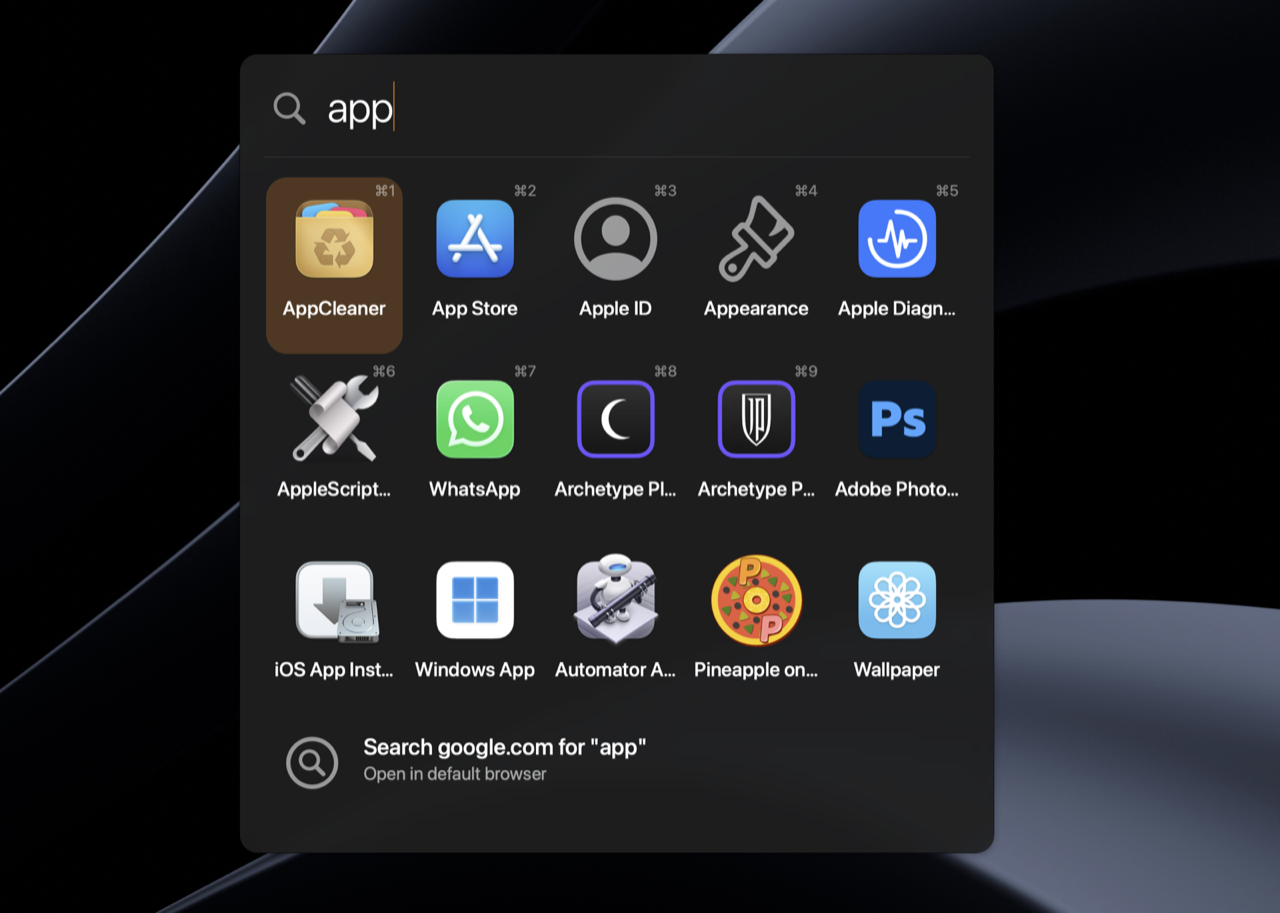 app
⌘1
⌘2
⌘3
⌘4
⌘5
AppCleaner
App Store
Apple ID
Appearance
Apple Diagn...
⌘6
⌘7
⌘8
⌘9
Ps
AppleScript...
WhatsApp
Archetype Pl...
Archetype P...
Adobe Photo...
P
P
iOS App Inst...
Windows App
Automator A...
Pineapple on...
Wallpaper
Search google.com for "app"
Open in default browser